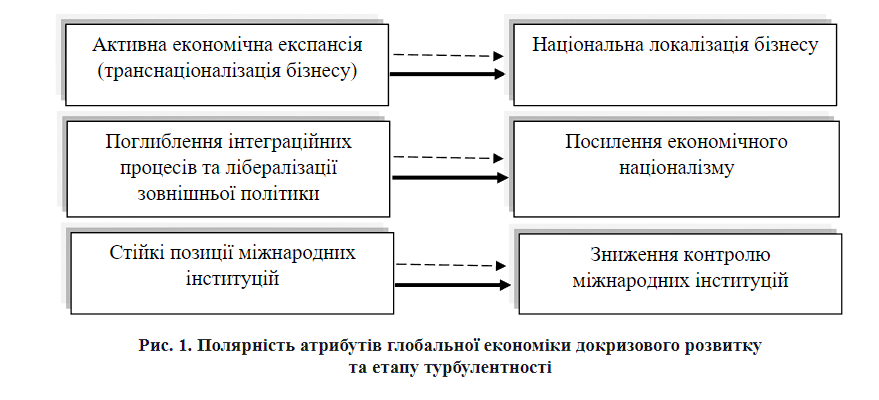 Активна економічна експансія
(транснаціоналізація бізнесу)
Національна локалізація бізнесу
Поглиблення інтеграційних
процесів та лібералізації
зовнішньої політики
Посилення економічного
націоналізму
Стійкі позиції міжнародних
інституцій
Зниження контролю
міжнародних інституцій
Рис. 1. Полярність атрибутів глобальної економіки докризового розвитку
та етапу турбулентності